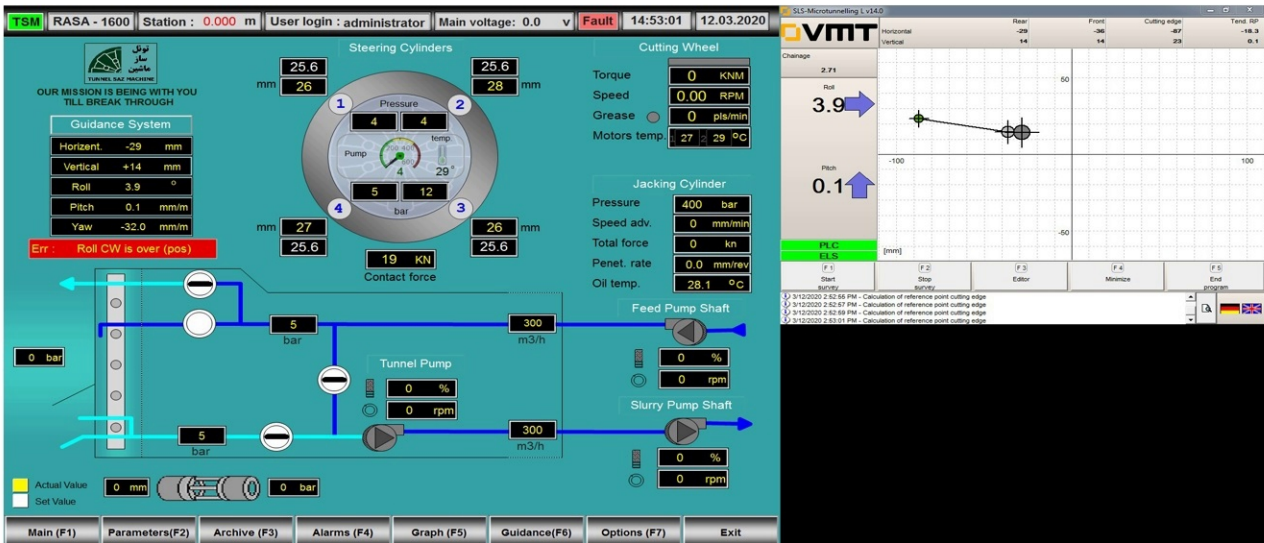 TSM RASA - 1600 Station : 0.000 m User login : administrator Main voltage: 0.0 v Fault 14:53:01 12.03.2020
تونل
ساز
ماشین
TUNNEL SAZ MACHINE
OUR MISSION IS BEING WITH YOU
TILL BREAK THROUGH
Guidance System
Horizent. -29 mm
Vertical +14 mm
Roll 3.9 °
Pitch 0.1 mm/m
Yaw -32.0 mm/m
Err : Roll CW is over (pos)
Steering Cylinders
25.6 25.6
mm 26 28 mm
1 Pressure 2
4 4
temp.
Pump
4 29°
5 12
4 bar 3
mm 27 26 mm
25.6 25.6
19 KN
Contact force
Cutting Wheel
Torque 0 KNM
Speed 0.00 RPM
Grease 0 pls/min
Motors temp. 1 27 2 29 °C
Jacking Cylinder
Pressure 400 bar
Speed adv. 0 mm/min
Total force 0 kn
Penet. rate 0.0 mm/rev
Oil temp. 28.1 °C
Feed Pump Shaft
5 300
bar m3/h
0 bar
0 %
0 rpm
Tunnel Pump
0 %
0 rpm
Slurry Pump Shaft
5 300
bar m3/h
0 %
0 rpm
Actual Value
Set Value
0 mm 0 bar
Main (F1) Parameters(F2) Archive (F3) Alarms (F4) Graph (F5) Guidance(F6) Options (F7) Exit
SLS-Microtunnelling L v14.0
VMT
Rear Front Cutting edge Tend. RP
Horizontal -29 -36 -87 -18.3
Vertical 14 14 23 0.1
Chainage
2.71
Roll
3.9
Pitch
0.1
50
-100 100
-50
[mm]
PLC
ELS
F 1 F 2 F 3 F 4 F 5
Start survey Stop survey Editor Minimize End program
3/12/2020 2:52:55 PM - Calculation of reference point cutting edge
3/12/2020 2:52:57 PM - Calculation of reference point cutting edge
3/12/2020 2:52:59 PM - Calculation of reference point cutting edge
3/12/2020 2:53:01 PM - Calculation of reference point cutting edge